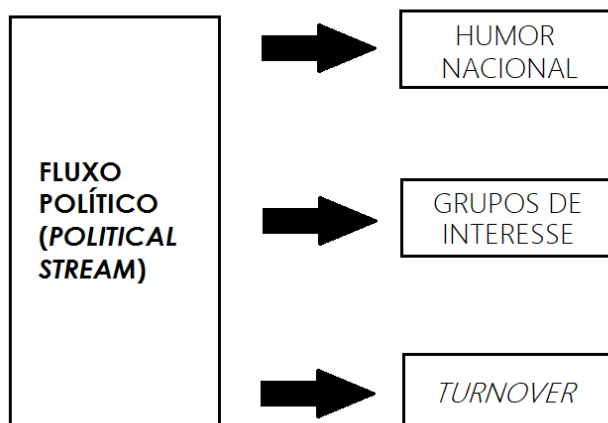 FLUXO
POLÍTICO
(POLITICAL
STREAM)
HUMOR
NACIONAL
GRUPOS DE
INTERESSE
TURNOVER